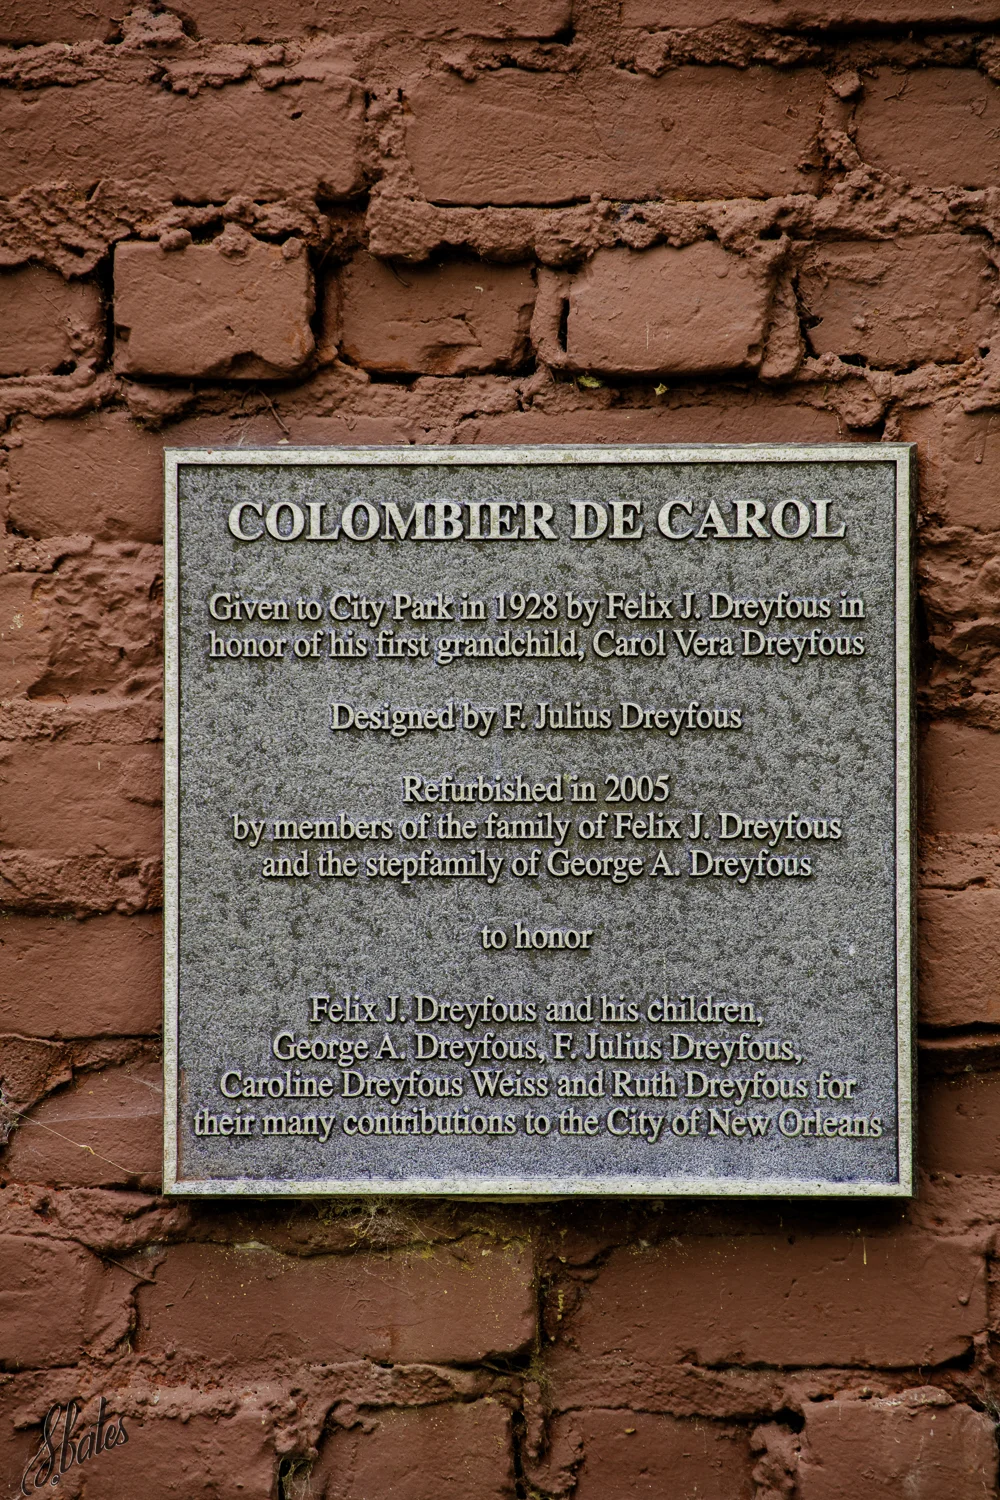 COLOMBIER DE CAROL
Given to City Park in 1928 by Felix J. Dreyfous in
honor of his first grandchild, Carol Vera Dreyfous
Designed by F. Julius Dreyfous
Refurbished in 2005
by members of the family of Felix J. Dreyfous
and the stepfamily of George A. Dreyfous
to honor
Felix J. Dreyfous and his children,
George A. Dreyfous, F. Julius Dreyfous,
Caroline Dreyfous Weiss and Ruth Dreyfous for
their many contributions to the City of New Orleans
Sbates
©